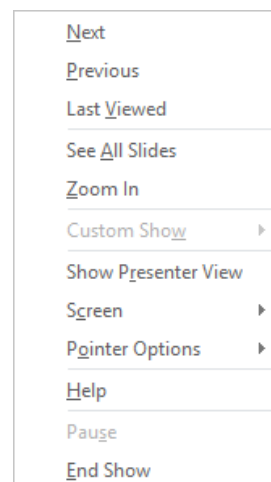 Next
Previous
Last Viewed
See All Slides
Zoom In
Custom Show
Show Presenter View
Screen
Pointer Options
Help
Pause
End Show